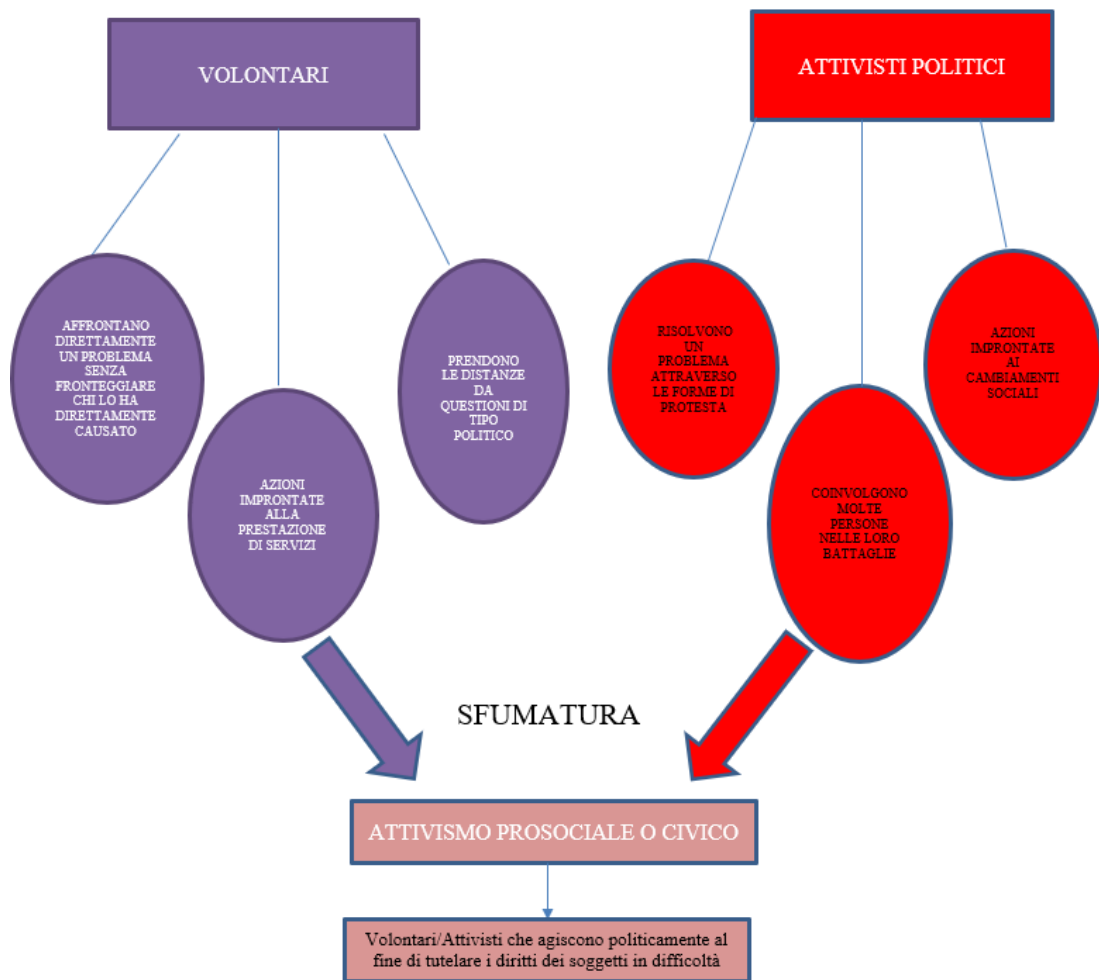 VOLONTARI
ATTIVISTI POLITICI
AFFRONTANO
DIRETTAMENTE
UN PROBLEMA
SENZA
FRONTEGGIARE
CHI LO HA
DIRETTAMENTE
CAUSATO
AZIONI
IMPRONTATE
ALLA
PRESTAZIONE
DI SERVIZI
PRENDONO
LE DISTANZE
DA
QUESTIONI DI
TIPO
POLITICO
RISOLVONO
UN
PROBLEMA
ATTRAVERSO
LE FORME DI
PROTESTA
COINVOLGONO
MOLTE
PERSONE
NELLE LORO
BATTAGLIE
AZIONI
IMPRONTATE
AI
CAMBIAMENTI
SOCIALI
SFUMATURA
ATTIVISMO PROSOCIALE O CIVICO
Volontari/Attivisti che agiscono politicamente al
fine di tutelare i diritti dei soggetti in difficoltà